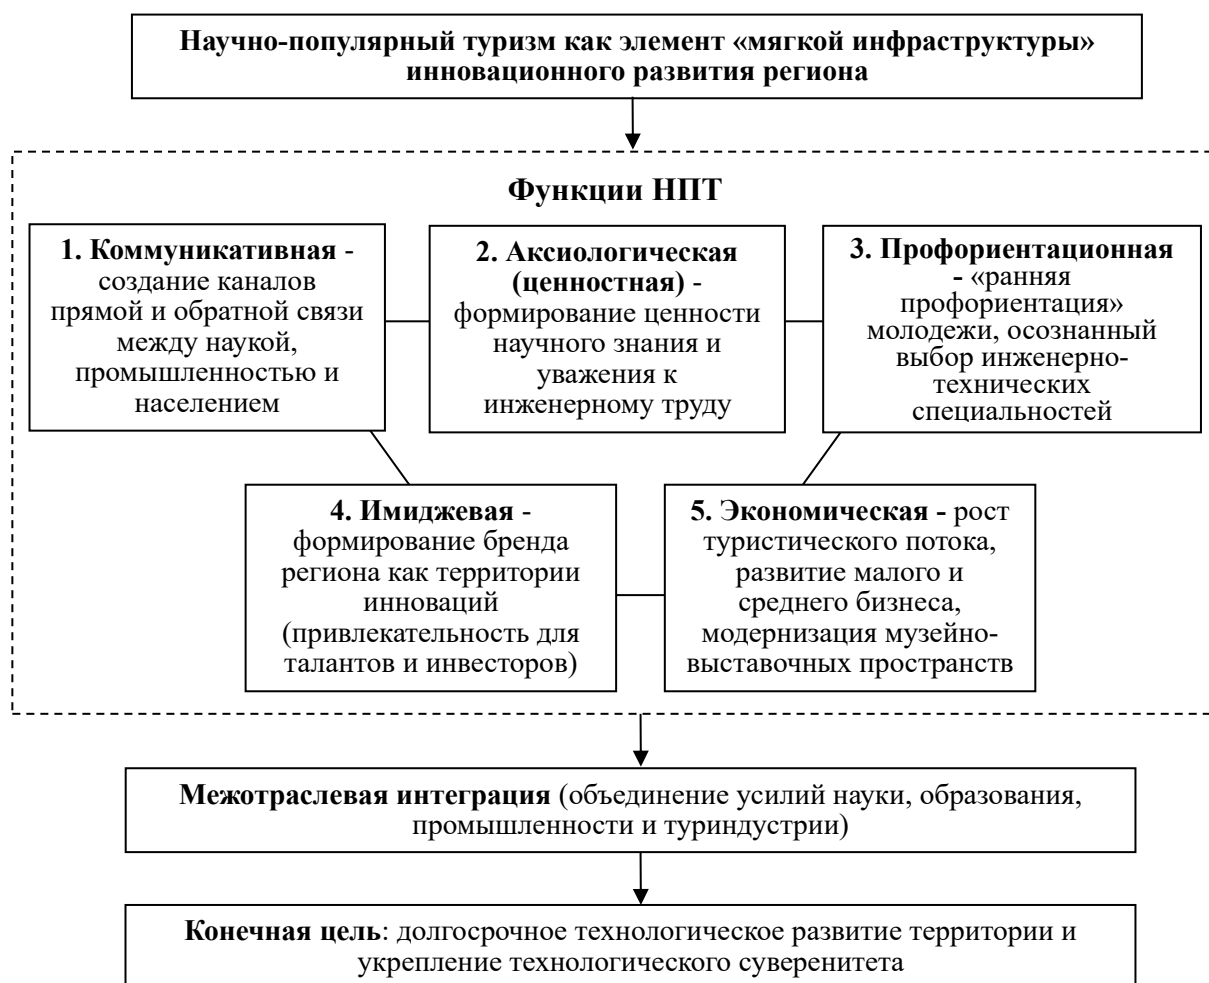 Научно-популярный туризм как элемент «мягкой инфраструктуры»
инновационного развития региона
Функции НПТ
1. Коммуникативная -
создание каналов
прямой и обратной связи
между наукой,
промышленностью и
населением
2. Аксиологическая
(ценностная) -
формирование ценности
научного знания и
уважения к
инженерному труду
3. Профориентационная
- «ранняя
профориентация»
молодежи, осознанный
выбор инженерно-
технических
специальностей
4. Имиджевая -
формирование бренда
региона как территории
инноваций
(привлекательность для
талантов и инвесторов)
5. Экономическая - рост
туристического потока,
развитие малого и
среднего бизнеса,
модернизация музейно-
выставочных пространств
Межотраслевая интеграция (объединение усилий науки, образования,
промышленности и туриндустрии)
Конечная цель: долгосрочное технологическое развитие территории и
укрепление технологического суверенитета